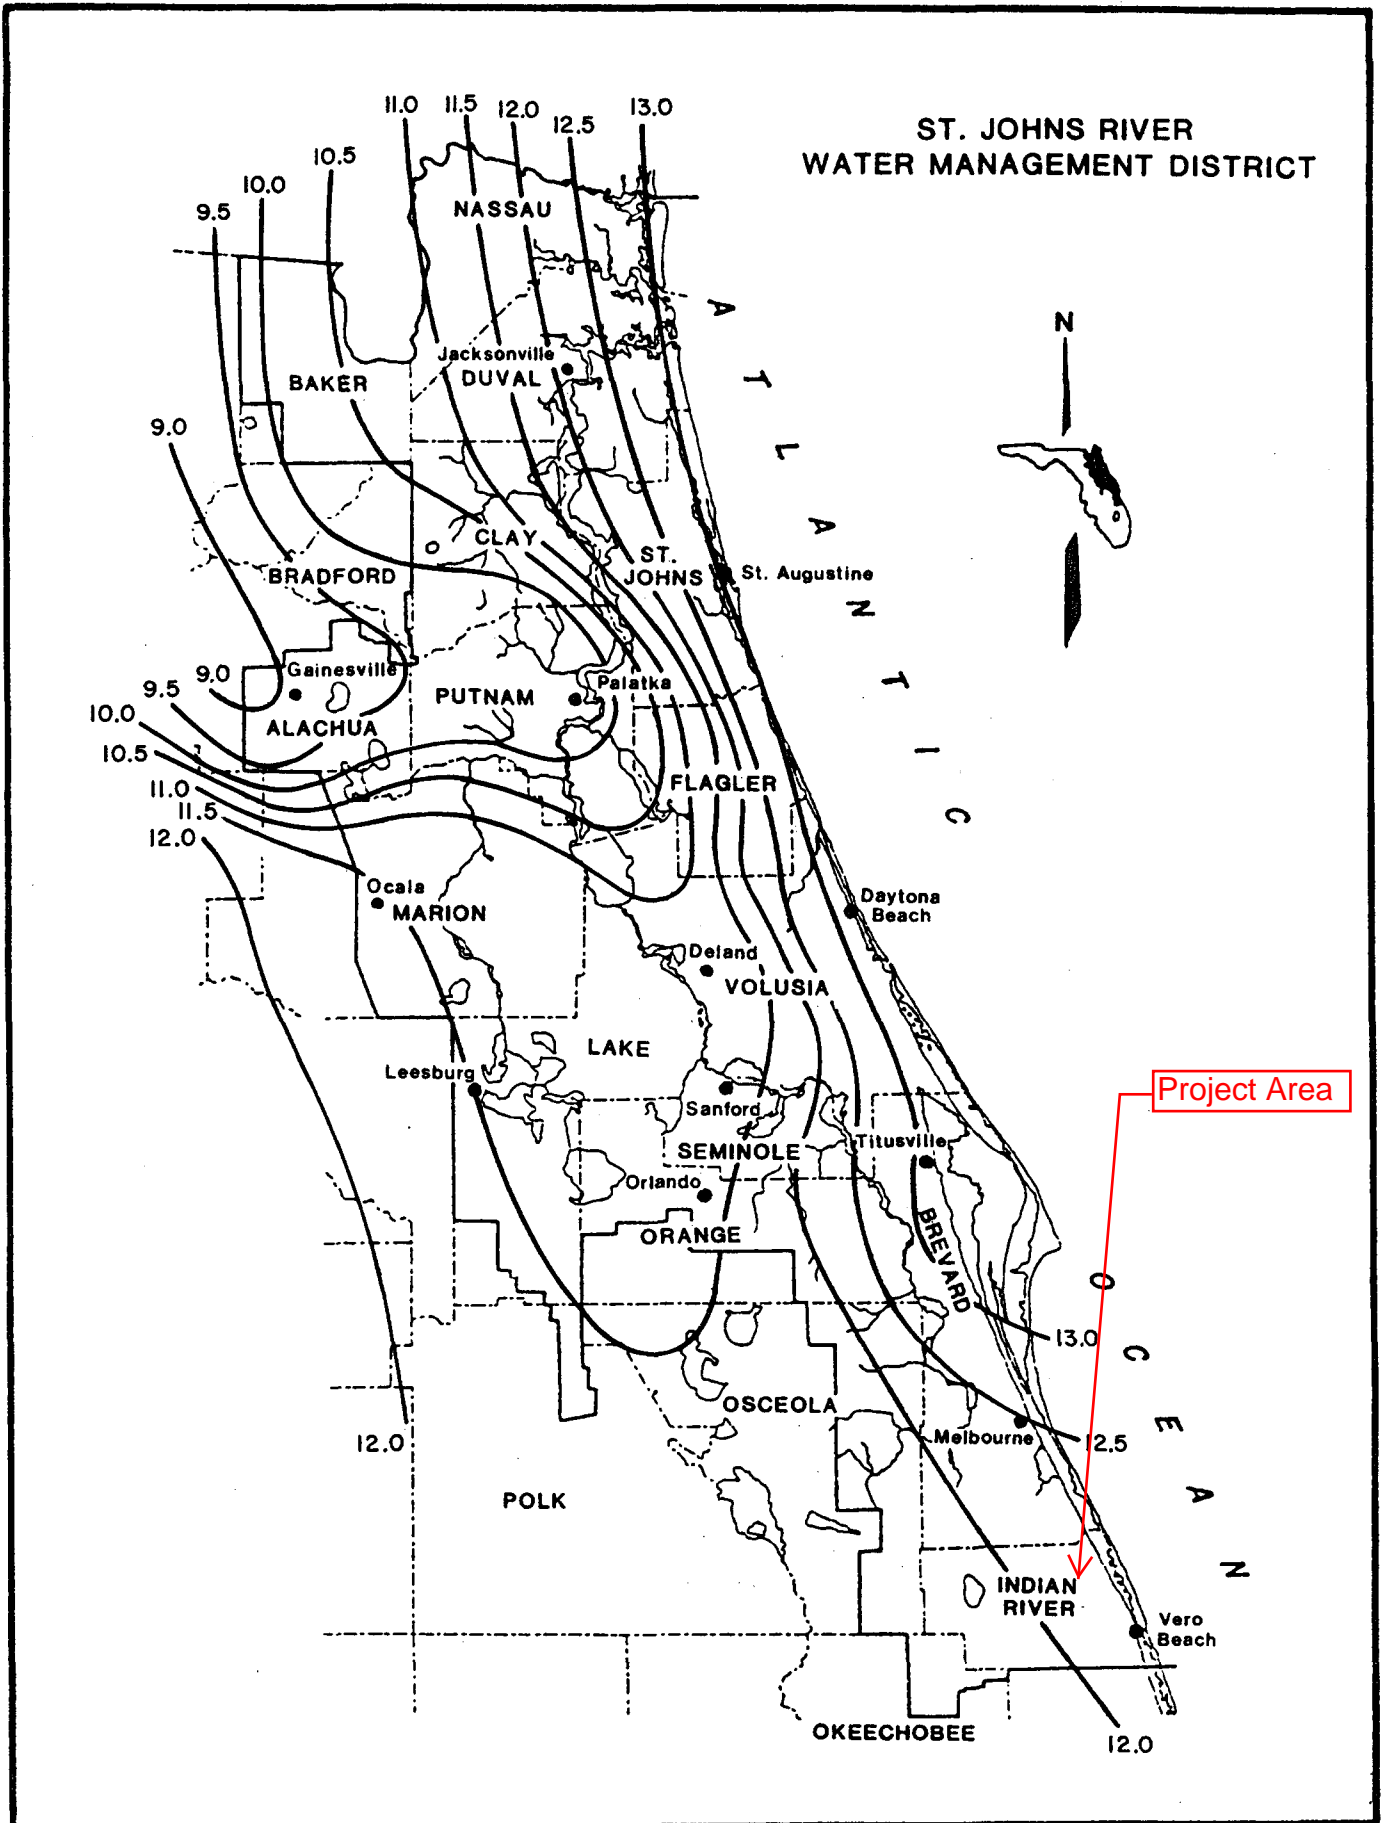 ST. JOHNS RIVER
WATER MANAGEMENT DISTRICT
11.0
11.5
12.0
12.5
13.0
10.5
10.0
9.5
NASSAU
N
Jacksonville
DUVAL
BAKER
9.0
CLAY
ST.
JOHNS
St. Augustine
BRADFORD
Gainesville
9.0
9.5
PUTNAM
Palatka
10.0
ALACHUA
10.5
FLAGLER
11.0
11.5
12.0
Ocala
MARION
Daytona
Beach
Deland
VOLUSIA
LAKE
Leesburg
Project Area
Sanford
SEMINOLE
Titusville
Orlando
ORANGE
BREVARD
13.0
OSCEOLA
12.0
Melbourne
12.5
POLK
INDIAN
RIVER
Vero
Beach
OKEECHOBEE
12.0
ATLANTIC OCEAN